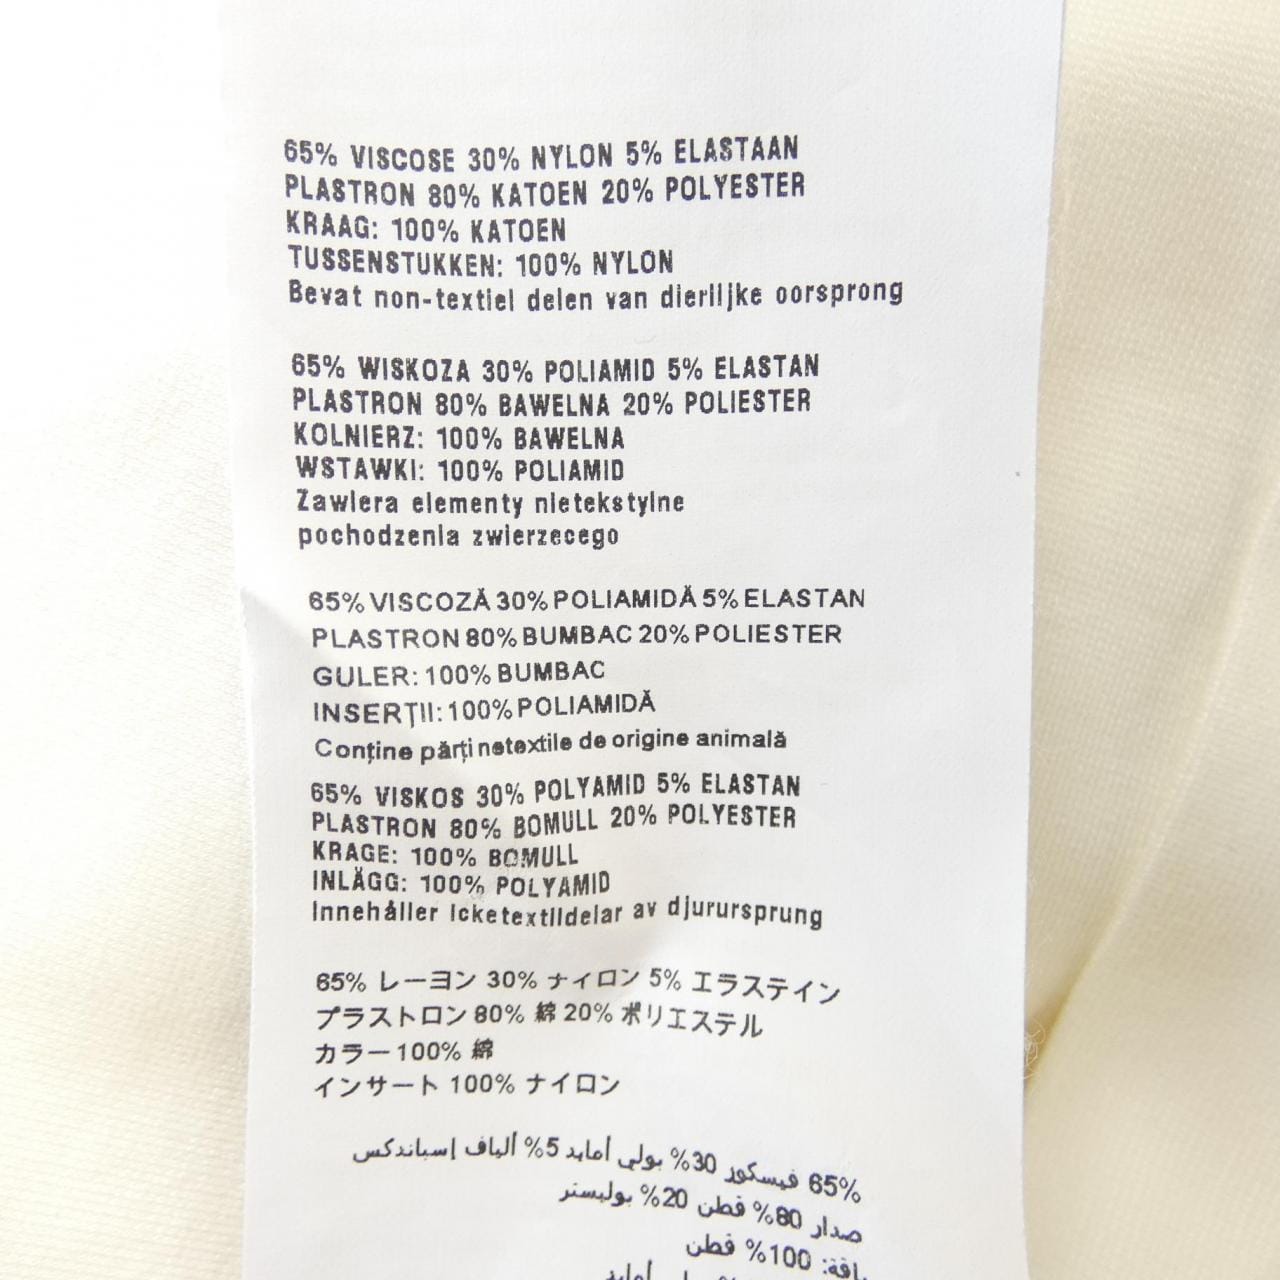 65% VISCOSE 30% NYLON 5% ELASTAAN
PLASTRON 80% KATOEN 20% POLYESTER
KRAAG: 100% KATOEN
TUSSENSTUKKEN: 100% NYLON
Bevat non-textiel delen van dierlijke oorsprong
65% WISKOZA 30% POLIAMID 5% ELASTAN
PLASTRON 80% BAWELNA 20% POLIESTER
KOLNIERZ: 100% BAWELNA
WSTAWKI: 100% POLIAMID
Zawiera elementy nietekstylne
pochodzenia zwierzecego
65% VISCOZĂ 30% POLIAMIDĂ 5% ELASTAN
PLASTRON 80% BUMBAC 20% POLIESTER
GULER: 100% BUMBAC
INSERȚII: 100% POLIAMIDĂ
Conține părți netextile de origine animală
65% VISKOS 30% POLYAMID 5% ELASTAN
PLASTRON 80% BOMULL 20% POLYESTER
KRAGE: 100% BOMULL
INLÄGG: 100% POLYAMID
Innehåller icketextildelar av djurursprung
65% レーヨン 30% ナイロン 5% エラステイン
プラストロン 80% 綿 20% ポリエステル
カラー 100% 綿
インサート 100% ナイロン
65% فيسكوز 30% بولي أمايد 5% ألياف إسباندكس
صدار 80% قطن 20% بوليستر
ياقة: 100% قطن